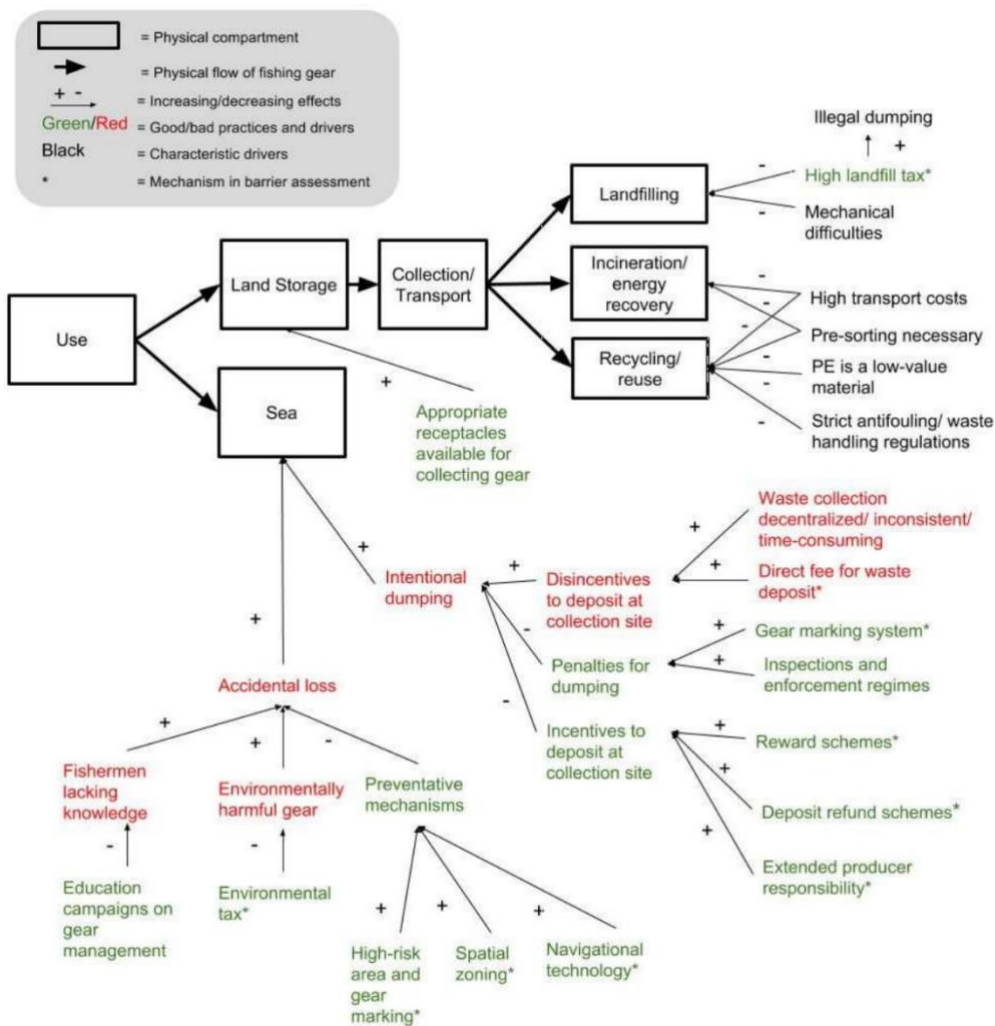 = Physical compartment
= Physical flow of fishing gear
+ -
= Increasing/decreasing effects
Green/Red
= Good/bad practices and drivers
Black
= Characteristic drivers
*
= Mechanism in barrier assessment
Illegal dumping
+
-
High landfill tax*
Landfilling
-
Mechanical
difficulties
Land Storage
Collection/
Transport
Incineration/
energy
recovery
-
-
High transport costs
Use
-
Pre-sorting necessary
Recycling/
reuse
-
PE is a low-value
material
-
Sea
+
Appropriate
receptacles
available for
collecting gear
-
Strict antifouling/ waste
handling regulations
Waste collection
decentralized/ inconsistent/
time-consuming
+
+
Intentional
dumping
+
Disincentives
to deposit at
collection site
+
Direct fee for waste
deposit*
+
-
Penalties for
dumping
+
Gear marking system*
+
Inspections and
enforcement regimes
Accidental loss
-
Incentives to
deposit at
collection site
+
Reward schemes*
+
+
-
Fishermen
lacking
knowledge
Environmentally
harmful gear
Preventative
mechanisms
+
Deposit refund schemes*
+
Extended producer
responsibility*
-
-
Education
campaigns on
gear
management
Environmental
tax*
+
+
+
High-risk
area and
gear
marking*
Spatial
zoning*
Navigational
technology*